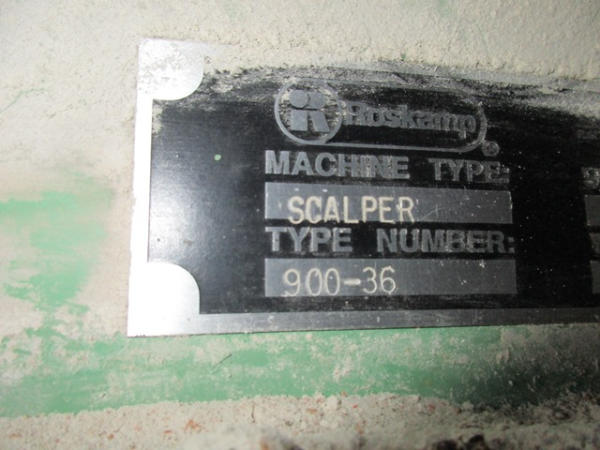 R Roskamp®
MACHINE TYPE:
SCALPER
TYPE NUMBER:
900-36